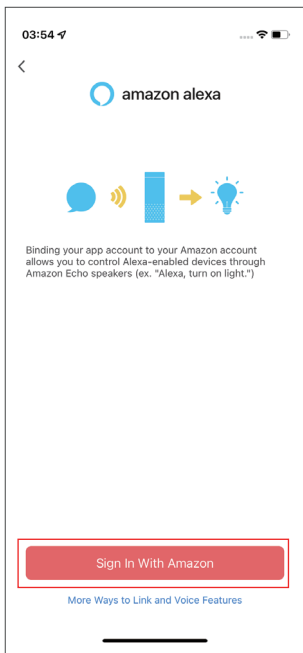 03:54
amazon alexa
Binding your app account to your Amazon account
allows you to control Alexa-enabled devices through
Amazon Echo speakers (ex. "Alexa, turn on light.")
Sign In With Amazon
More Ways to Link and Voice Features